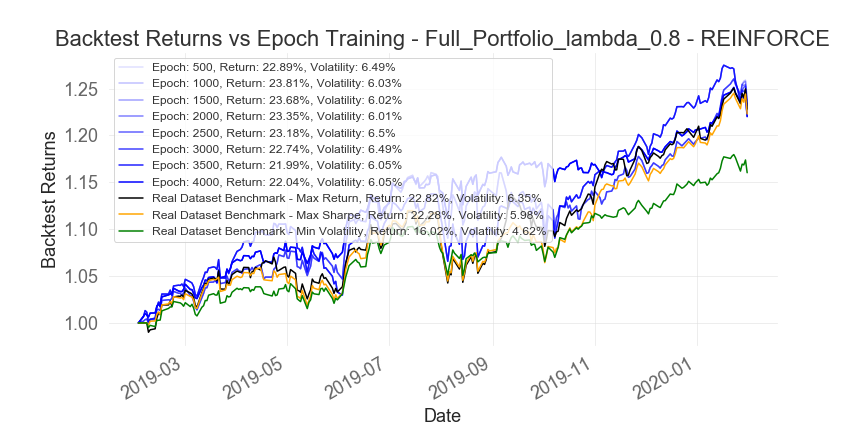 Backtest Returns vs Epoch Training - Full_Portfolio_lambda_0.8 - REINFORCE
Epoch: 500, Return: 22.89%, Volatility: 6.49%
Epoch: 1000, Return: 23.81%, Volatility: 6.03%
Epoch: 1500, Return: 23.68%, Volatility: 6.02%
Epoch: 2000, Return: 23.35%, Volatility: 6.01%
Epoch: 2500, Return: 23.18%, Volatility: 6.5%
Epoch: 3000, Return: 22.74%, Volatility: 6.49%
Epoch: 3500, Return: 21.99%, Volatility: 6.05%
Epoch: 4000, Return: 22.04%, Volatility: 6.05%
Real Dataset Benchmark - Max Return, Return: 22.82%, Volatility: 6.35%
Real Dataset Benchmark - Max Sharpe, Return: 22.28%, Volatility: 5.98%
Real Dataset Benchmark - Min Volatility, Return: 16.02%, Volatility: 4.62%
Backtest Returns
1.25
1.20
1.15
1.10
1.05
1.00
2019-03
2019-05
2019-07
2019-09
2019-11
2020-01
Date